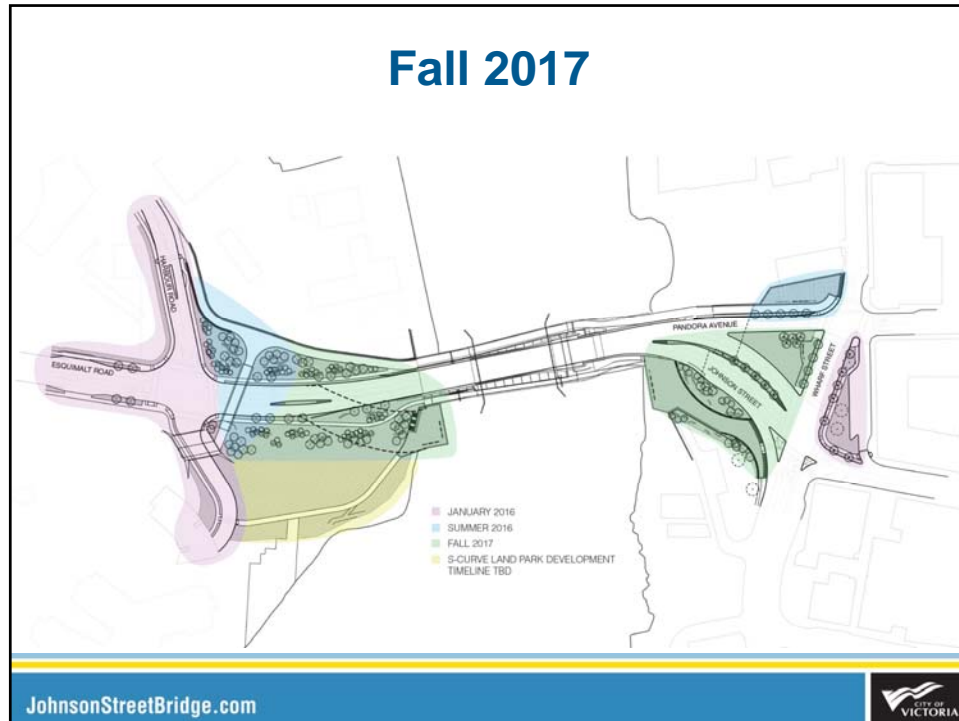 Fall 2017
HARBOUR ROAD
ESQUIMALT ROAD
PANDORA AVENUE
JOHNSON STREET
WHARF STREET
JANUARY 2016
SUMMER 2016
FALL 2017
S-CURVE LAND PARK DEVELOPMENT
TIMELINE TBD
JohnsonStreetBridge.com
CITY OF
VICTORIA